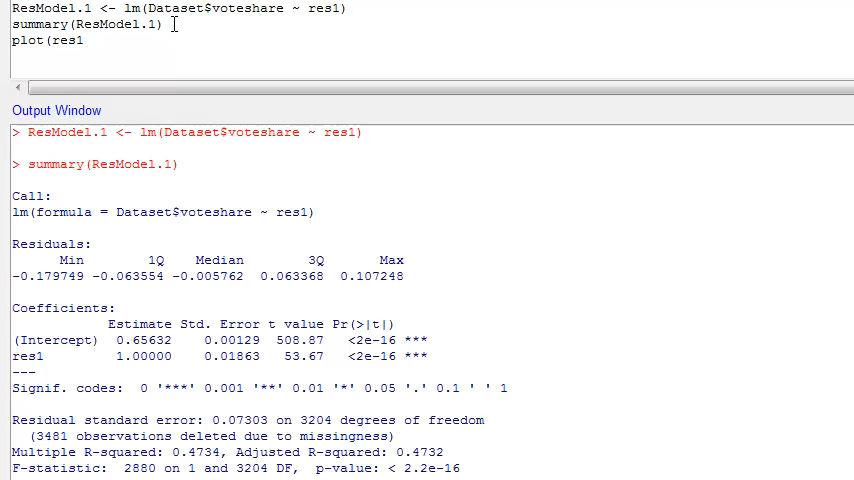 ResModel.1 <- lm(Dataset$voteshare ~ res1)
summary(ResModel.1)
plot(res1
Output Window
> ResModel.1 <- lm(Dataset$voteshare ~ res1)
> summary(ResModel.1)
Call:
lm(formula = Dataset$voteshare ~ res1)
Residuals:
Min 1Q Median 3Q Max
-0.179749 -0.063554 -0.005762 0.063368 0.107248
Coefficients:
Estimate Std. Error t value Pr(>|t|)
(Intercept) 0.65632 0.00129 508.87 <2e-16 ***
res1 1.00000 0.01863 53.67 <2e-16 ***
---
Signif. codes: 0 '***' 0.001 '**' 0.01 '*' 0.05 '.' 0.1 ' ' 1
Residual standard error: 0.07303 on 3204 degrees of freedom
(3481 observations deleted due to missingness)
Multiple R-squared: 0.4734, Adjusted R-squared: 0.4732
F-statistic: 2880 on 1 and 3204 DF, p-value: < 2.2e-16